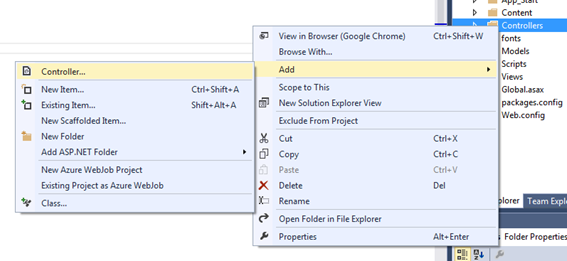 App_Start
Content
Controllers
fonts
Models
Scripts
Views
Global.asax
packages.config
Web.config
View in Browser (Google Chrome) Ctrl+Shift+W
Browse With...
Add
Scope to This
New Solution Explorer View
Exclude From Project
Cut Ctrl+X
Copy Ctrl+C
Paste Ctrl+V
Delete Del
Rename
Open Folder in File Explorer
Properties Alt+Enter
Controller...
New Item... Ctrl+Shift+A
Existing Item... Shift+Alt+A
New Scaffolded Item...
New Folder
Add ASP.NET Folder
New Azure WebJob Project
Existing Project as Azure WebJob
Class...
plorer Team Explo
s Folder Properties